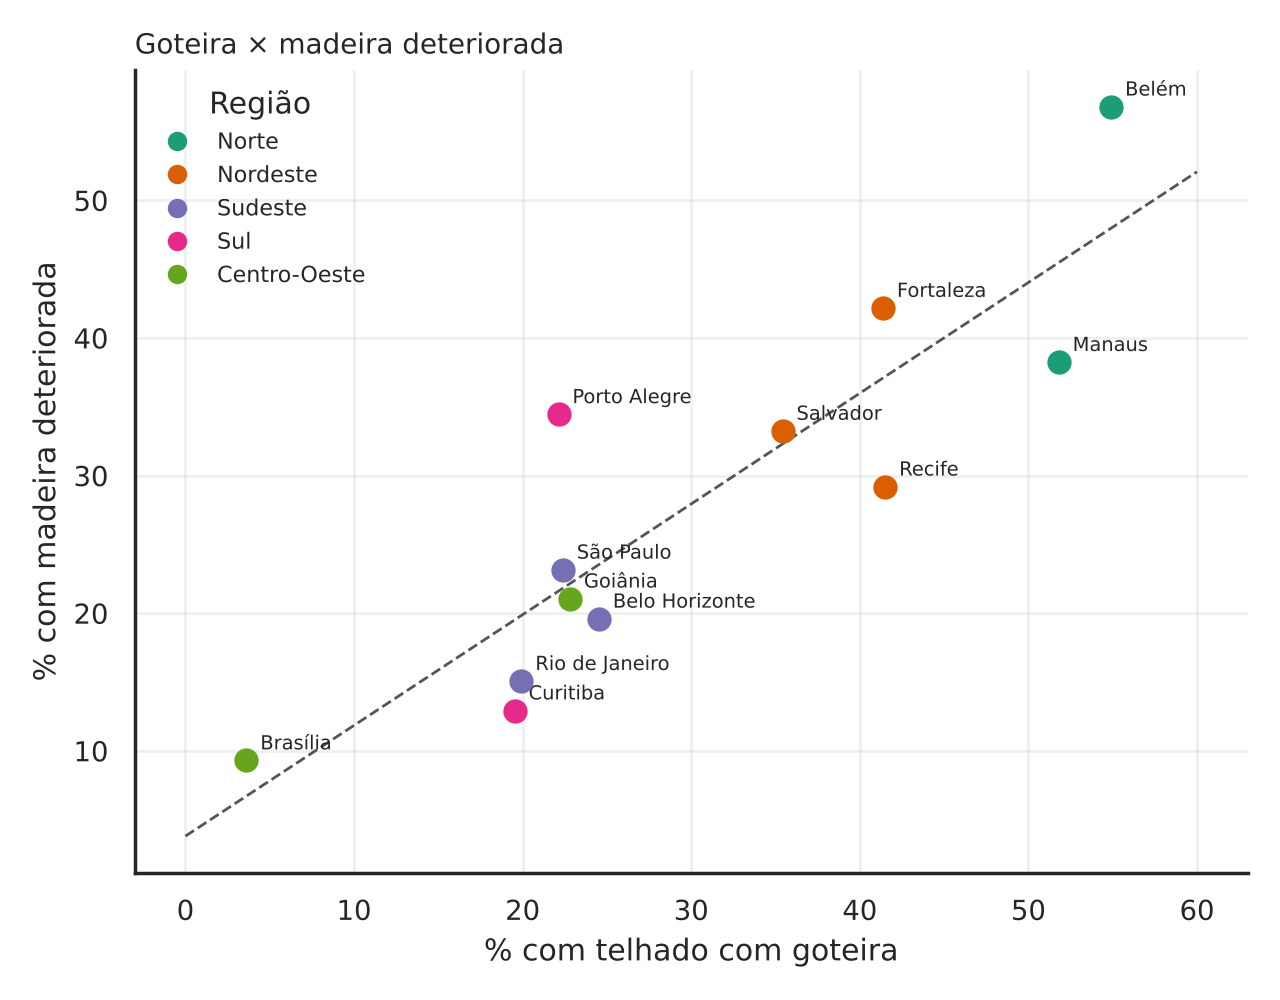 Goteira × madeira deteriorada
Região
Norte
Nordeste
Sudeste
Sul
Centro-Oeste
Belém
Fortaleza
Manaus
Porto Alegre
Salvador
Recife
São Paulo
Goiânia
Belo Horizonte
Rio de Janeiro
Curitiba
Brasília
% com madeira deteriorada
50
40
30
20
10
0 10 20 30 40 50 60
% com telhado com goteira